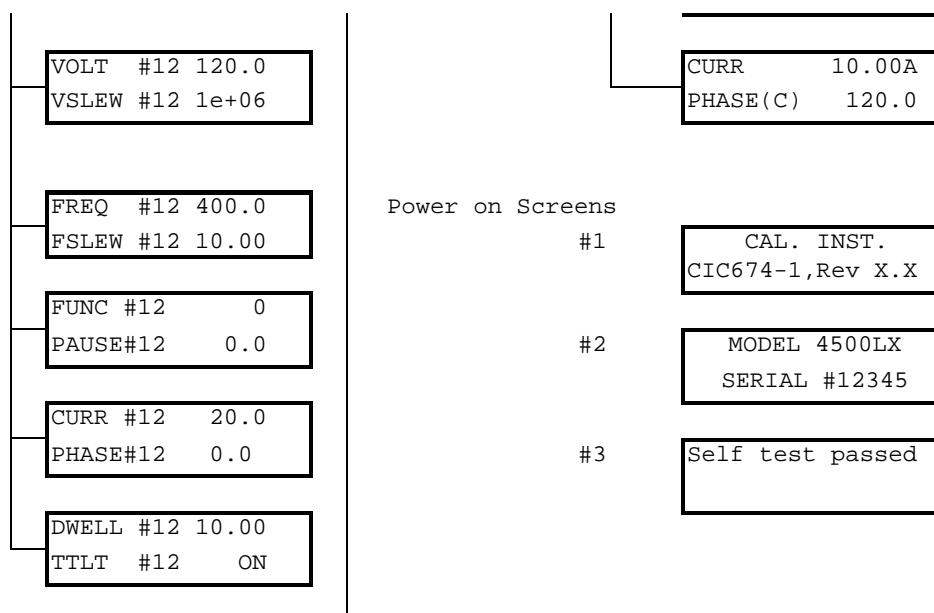 VOLT #12 120.0
VSLEW #12 1e+06
FREQ #12 400.0
FSLEW #12 10.00
FUNC #12 0
PAUSE#12 0.0
CURR #12 20.0
PHASE#12 0.0
DWELL #12 10.00
TTLT #12 ON
CURR 10.00A
PHASE(C) 120.0
Power on Screens
#1
CAL. INST.
CIC674-1,Rev X.X
#2
MODEL 4500LX
SERIAL #12345
#3
Self test passed